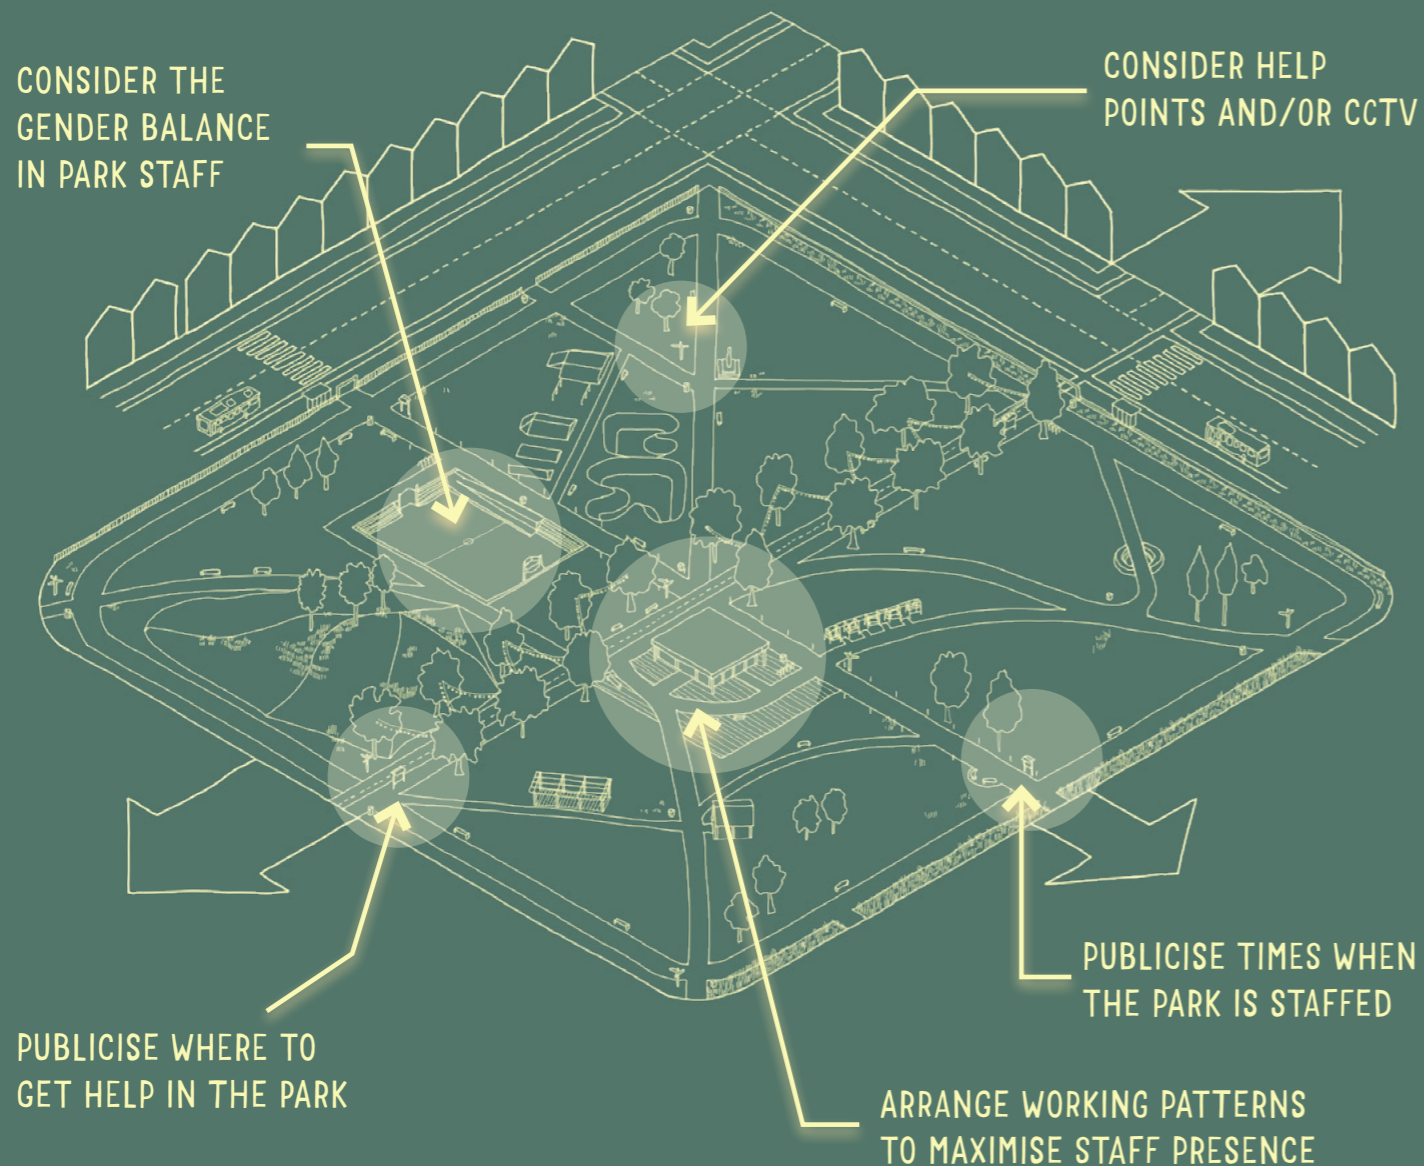 CONSIDER THE
GENDER BALANCE
IN PARK STAFF
CONSIDER HELP
POINTS AND/OR CCTV
PUBLICISE TIMES WHEN
THE PARK IS STAFFED
PUBLICISE WHERE TO
GET HELP IN THE PARK
ARRANGE WORKING PATTERNS
TO MAXIMISE STAFF PRESENCE